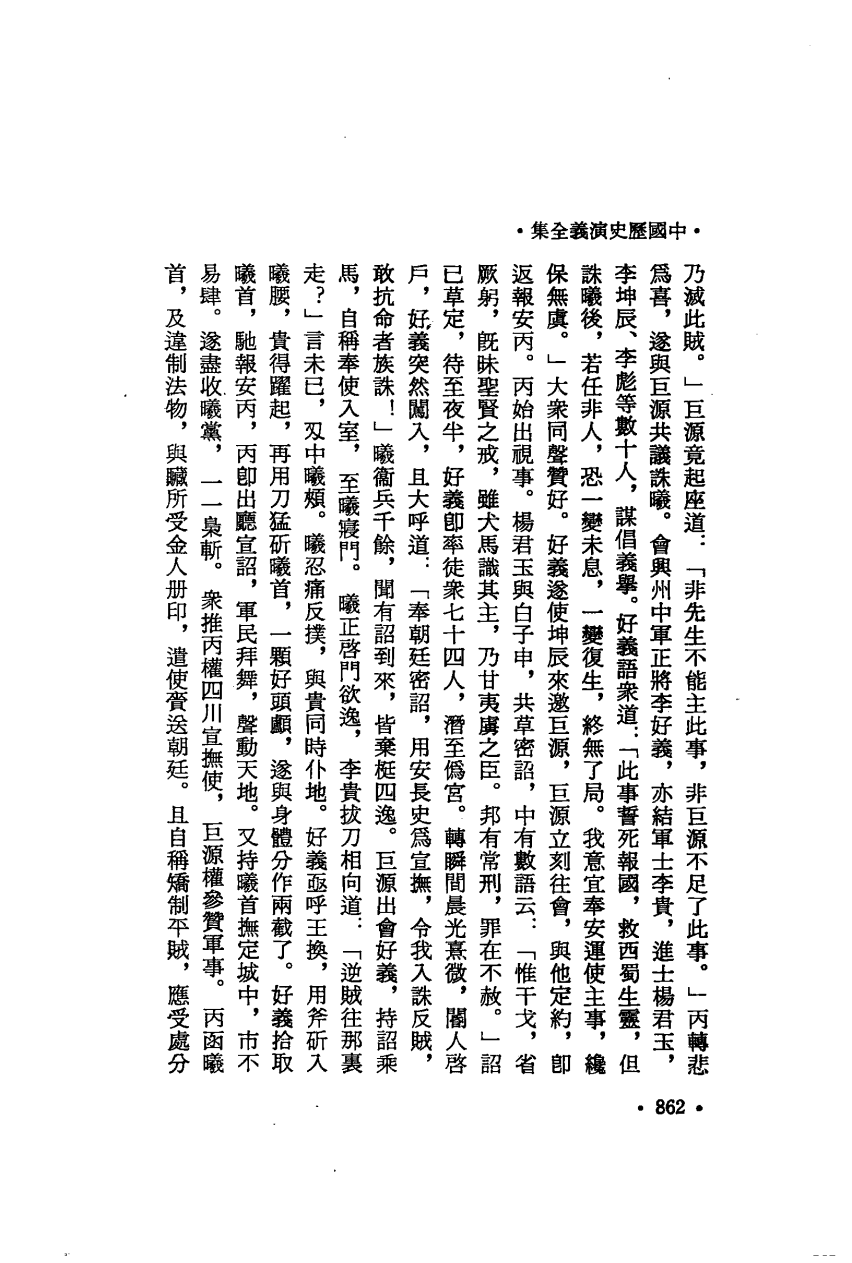 •中國歷史演義全集•
乃滅此賊。」巨源竟起座道：「非先生不能主此事，非巨源不足了此事。」丙轉悲
爲喜，遂與巨源共議誅曦。會興州中軍正將李好義，亦結軍士李貴，進士楊君玉，
李坤辰、李彪等數十人，謀倡義舉。好義語衆道：「此事誓死報國，救西蜀生靈，但
誅曦後，若任非人，恐一變未息，一變復生，終無了局。我意宜奉安運使主事，纔
保無虞。」大衆同聲贊好。好義遂使坤辰來邀巨源，巨源立刻往會，與他定約，卽
返報安丙。丙始出視事。楊君玉與白子申，共草密詔，中有數語云：「惟干戈，省
厥躬，旣昧聖賢之戒，雖犬馬識其主，乃甘夷虜之臣。邦有常刑，罪在不赦。」詔
已草定，待至夜半，好義卽率徒衆七十四人，潛至僞宮。轉瞬間晨光熹微，閽人啓
戶，好義突然闖入，且大呼道：「奉朝廷密詔，用安長史爲宣撫，令我入誅反賊，
敢抗命者族誅！」曦衞兵千餘，聞有詔到來，皆棄梃四逸。巨源出會好義，持詔乘
馬，自稱奉使入室，至曦寢門。曦正啓門欲逸，李貴拔刀相向道：「逆賊往那裏
走？」言未已，刄中曦頰。曦忍痛反撲，與貴同時仆地。好義亟呼王換，用斧斫入
曦腰，貴得躍起，再用刀猛斫曦首，一顆好頭顱，遂與身體分作兩截了。好義拾取
曦首，馳報安丙，丙卽出廳宣詔，軍民拜舞，聲動天地。又持曦首撫定城中，市不
易肆。遂盡收曦黨，一一梟斬。衆推丙權四川宣撫使，巨源權參贊軍事。丙函曦
首，及違制法物，與曦所受金人册印，遣使賫送朝廷。且自稱矯制平賊，應受處分
•862•